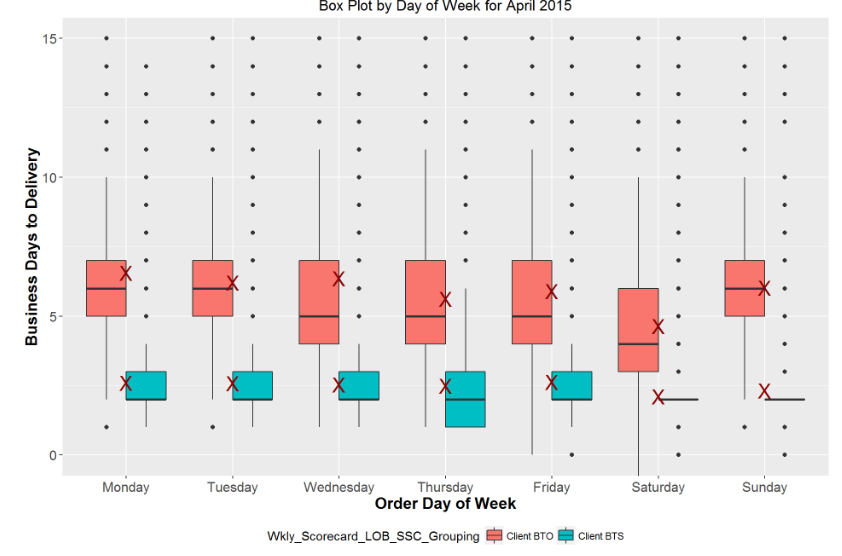 Box Plot by Day of Week for April 2015
15
10
5
0
Business Days to Delivery
Monday Tuesday Wednesday Thursday Friday Saturday Sunday
Order Day of Week
Wkly_Scorecard_LOB_SSC_Grouping Client BTO Client BTS